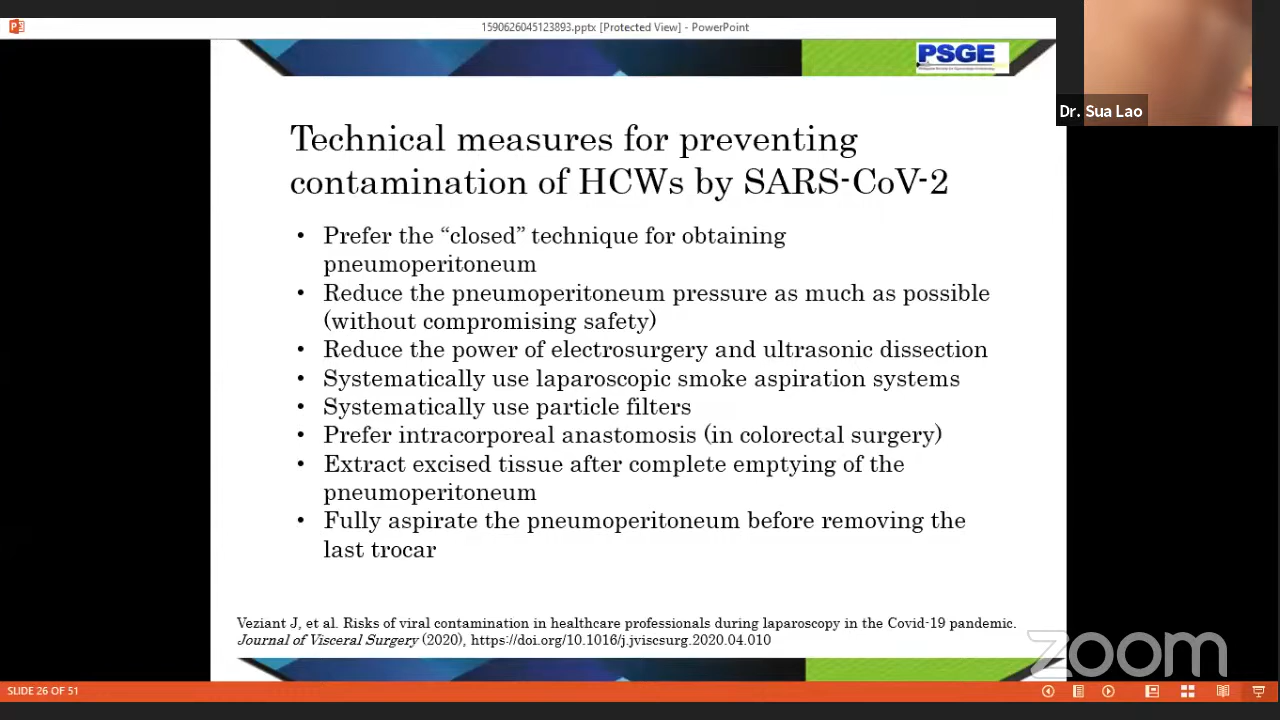 1590626045123893.pptx [Protected View] - PowerPoint
PSGE
Dr. Sua Lao
Technical measures for preventing
contamination of HCWs by SARS-CoV-2
• Prefer the “closed” technique for obtaining
pneumoperitoneum
• Reduce the pneumoperitoneum pressure as much as possible
(without compromising safety)
• Reduce the power of electrosurgery and ultrasonic dissection
• Systematically use laparoscopic smoke aspiration systems
• Systematically use particle filters
• Prefer intracorporeal anastomosis (in colorectal surgery)
• Extract excised tissue after complete emptying of the
pneumoperitoneum
• Fully aspirate the pneumoperitoneum before removing the
last trocar
Veziant J, et al. Risks of viral contamination in healthcare professionals during laparoscopy in the Covid-19 pandemic.
Journal of Visceral Surgery (2020), https://doi.org/10.1016/j.jviscsurg.2020.04.010
zoom
SLIDE 26 OF 51